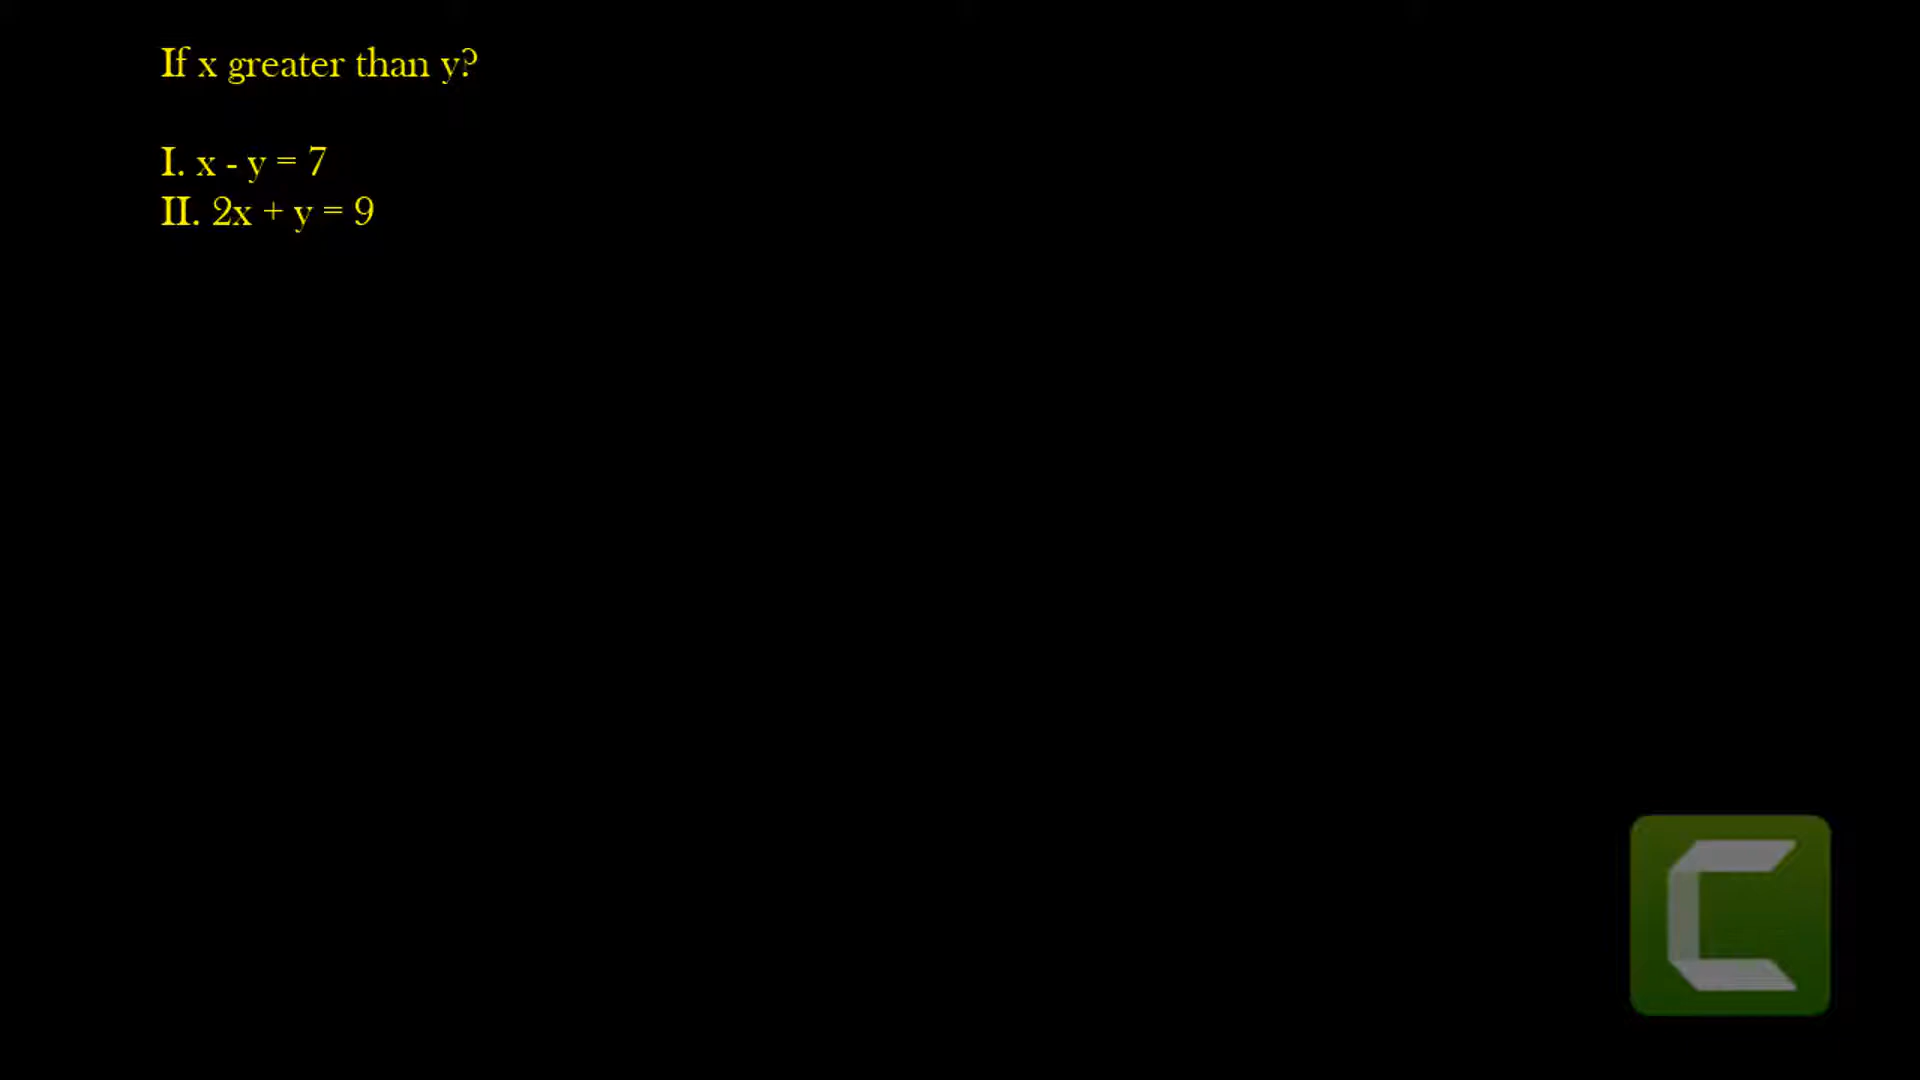 If x greater than y?
I. x - y = 7
II. 2x + y = 9